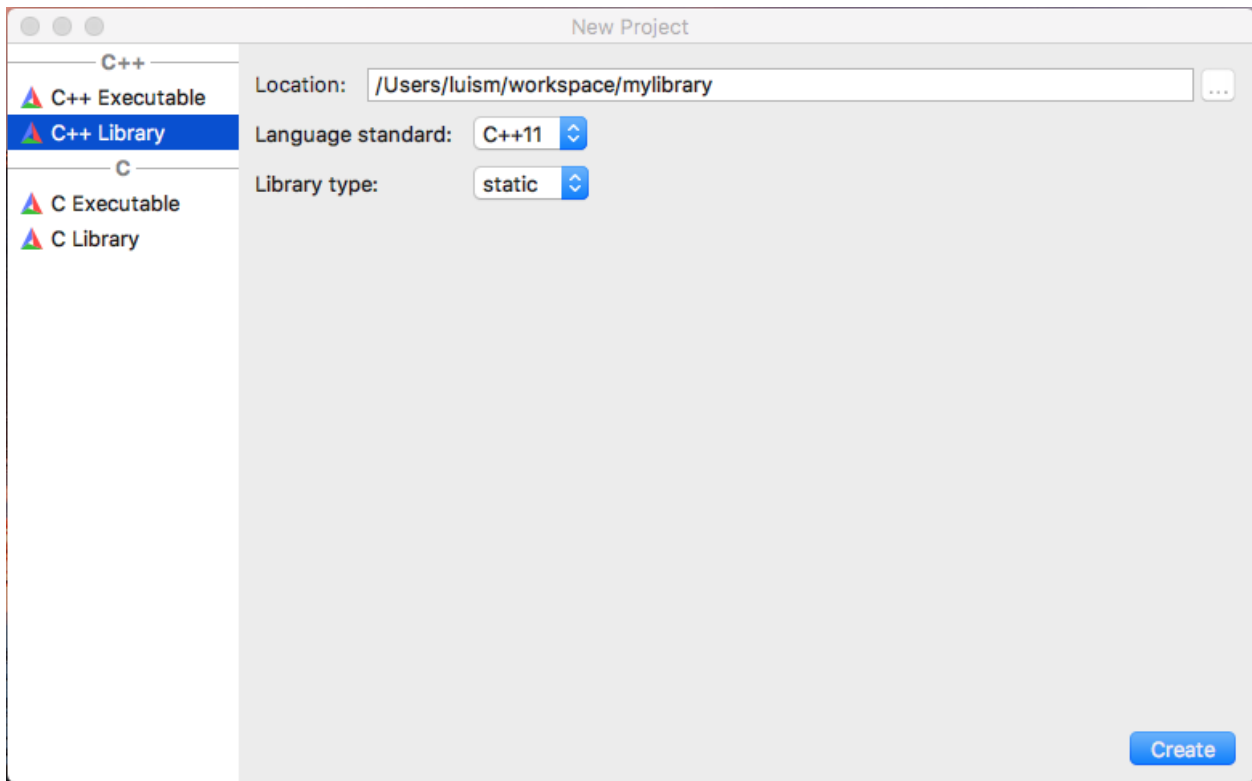 New Project
C++
C++ Executable
C++ Library
C
C Executable
C Library
Location: /Users/luism/workspace/mylibrary ...
Language standard: C++11
Library type: static
Create